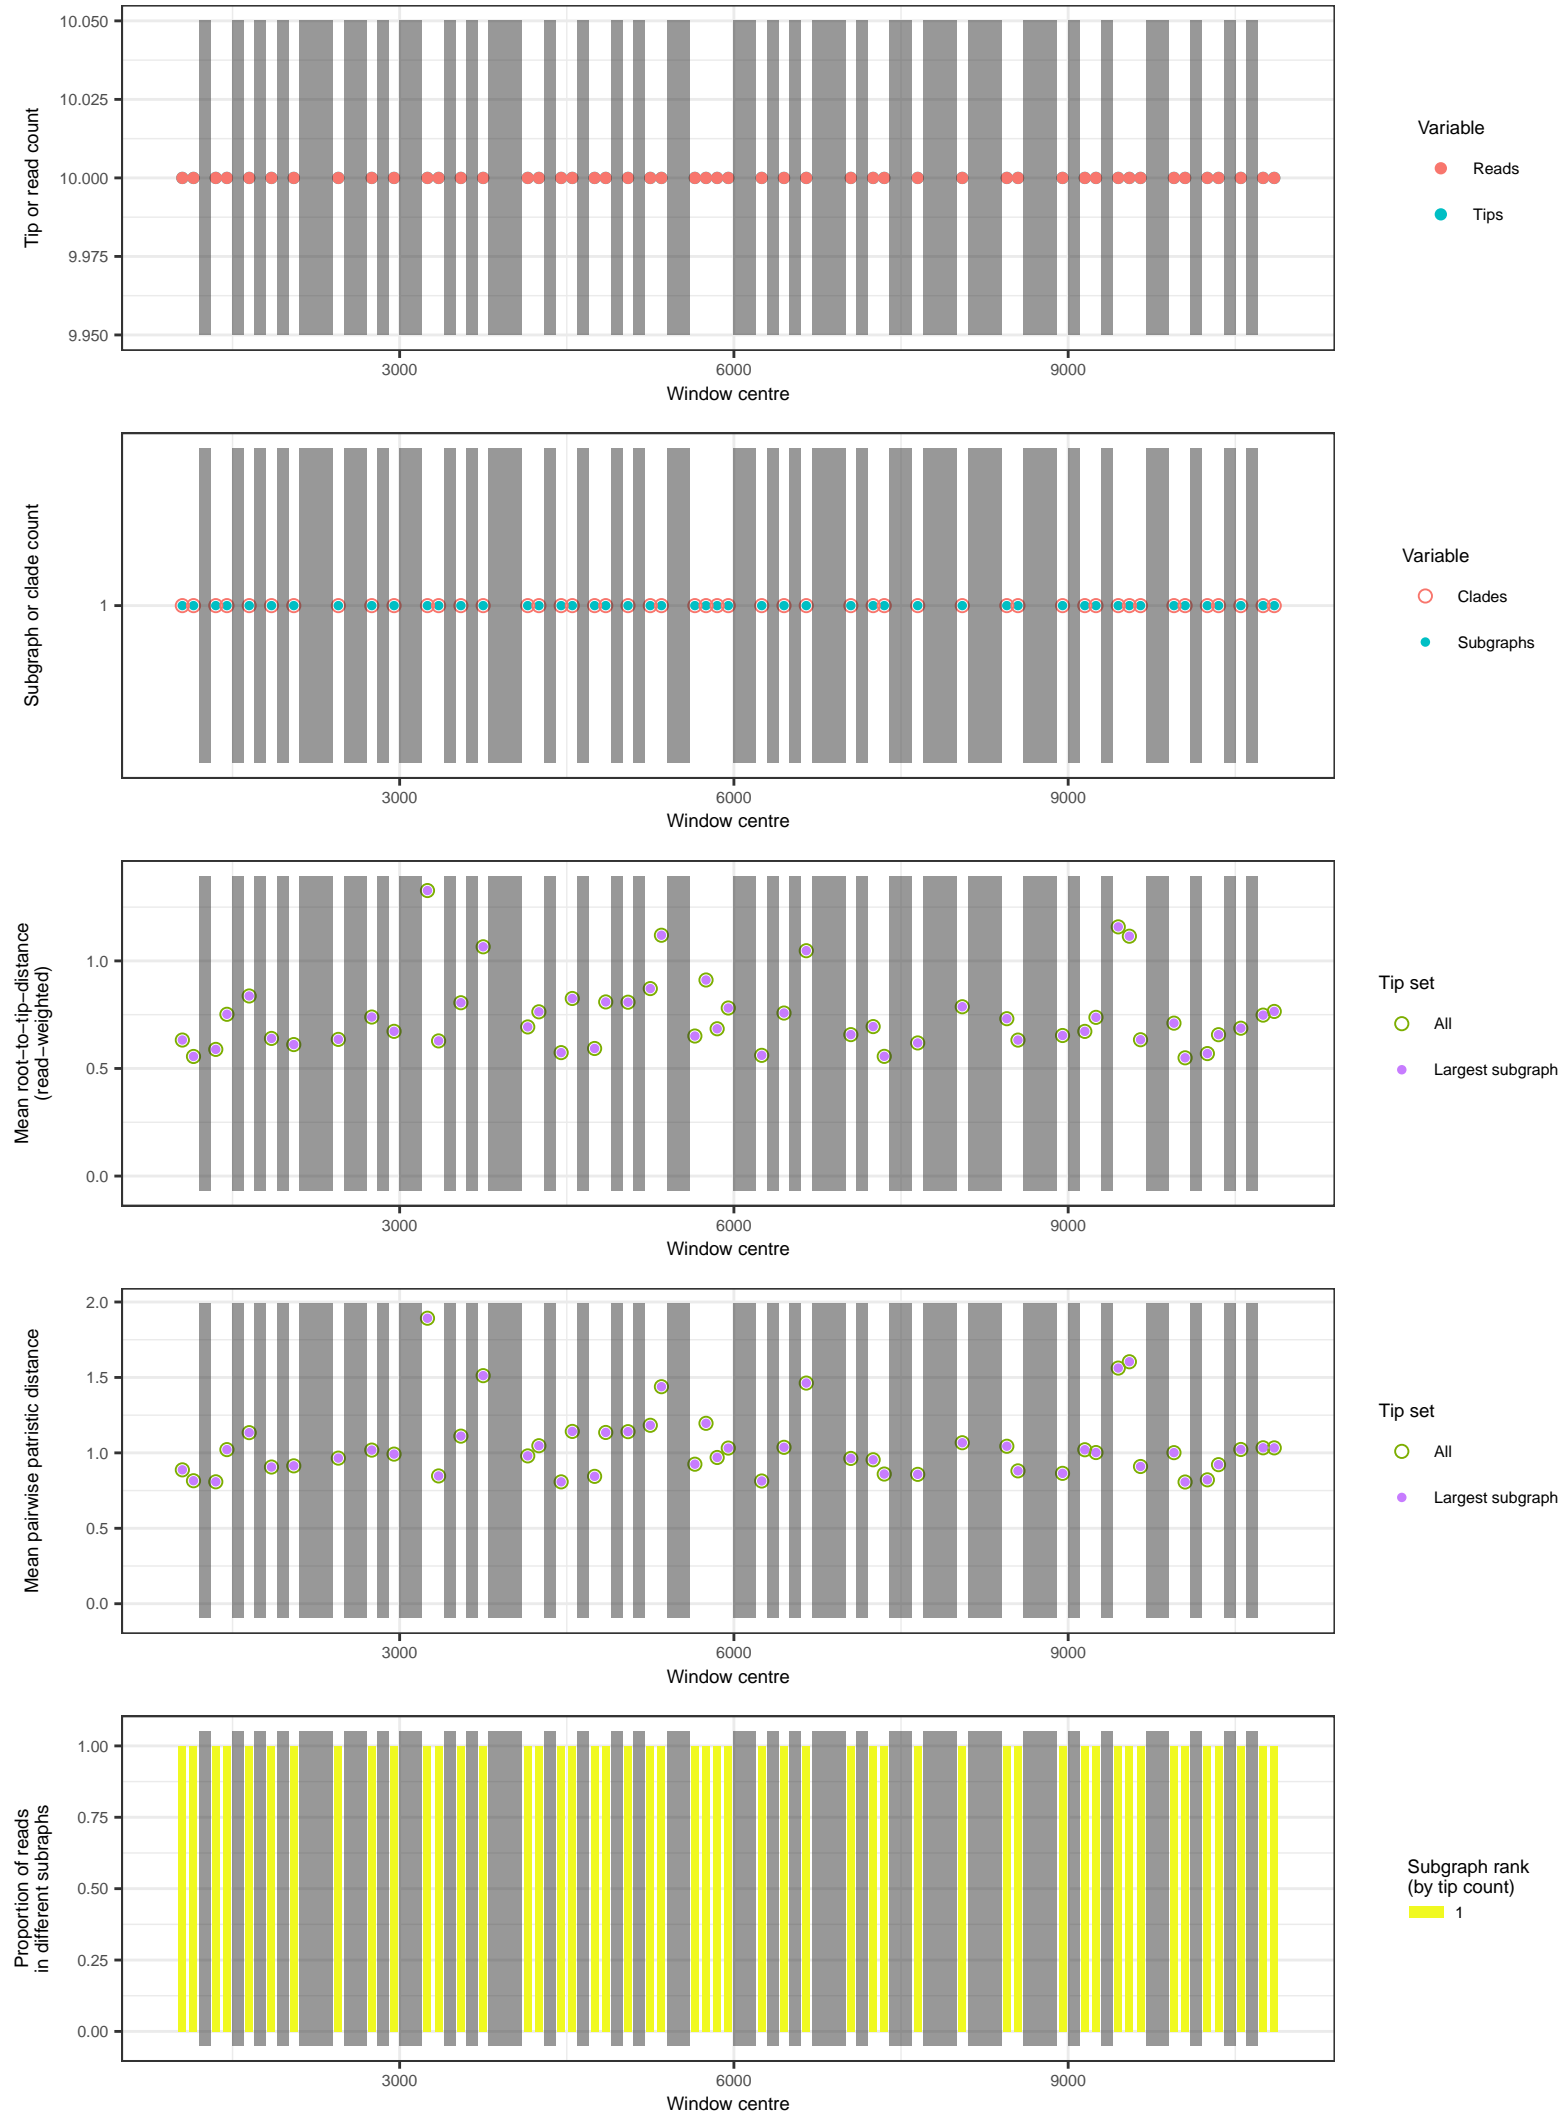 10.050
10.025
10.000
9.975
9.950
Tip or read count
3000
6000
9000
Window centre
Variable
Reads
Tips
1
Subgraph or clade count
3000
6000
9000
Window centre
Variable
Clades
Subgraphs
1.0
0.5
0.0
Mean root−to−tip−distance
(read−weighted)
3000
6000
9000
Window centre
Tip set
All
Largest subgraph
2.0
1.5
1.0
0.5
0.0
Mean pairwise patristic distance
3000
6000
9000
Window centre
Tip set
All
Largest subgraph
1.00
0.75
0.50
0.25
0.00
Proportion of reads
in different subraphs
3000
6000
9000
Window centre
Subgraph rank
(by tip count)
1